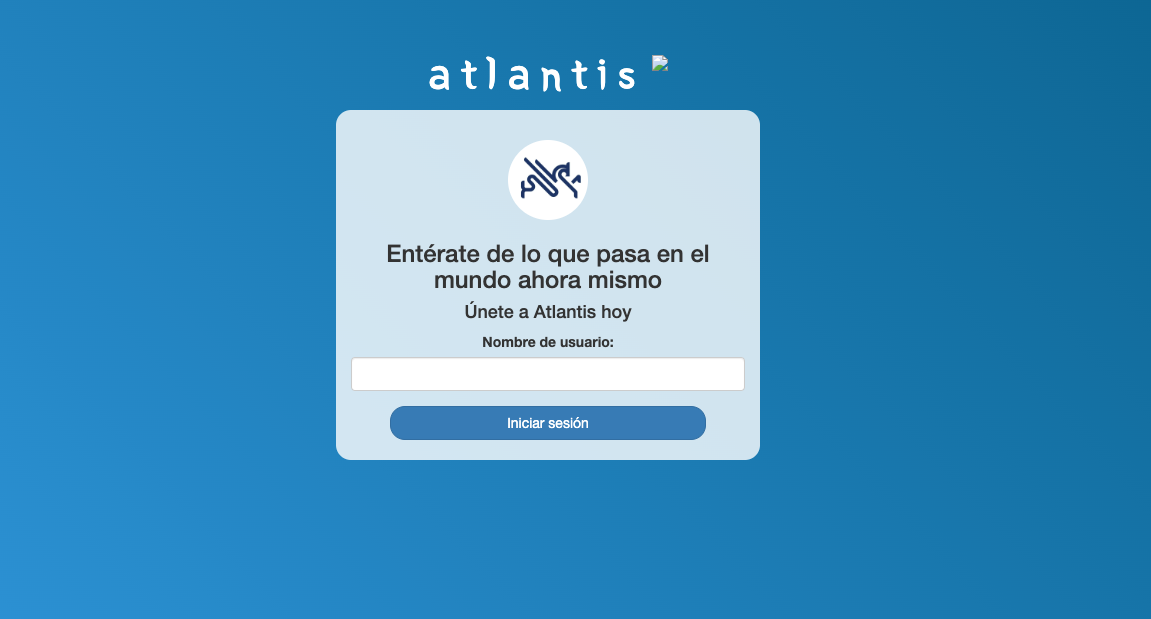 atlantis
Entérate de lo que pasa en el
mundo ahora mismo
Únete a Atlantis hoy
Nombre de usuario:
Iniciar sesión